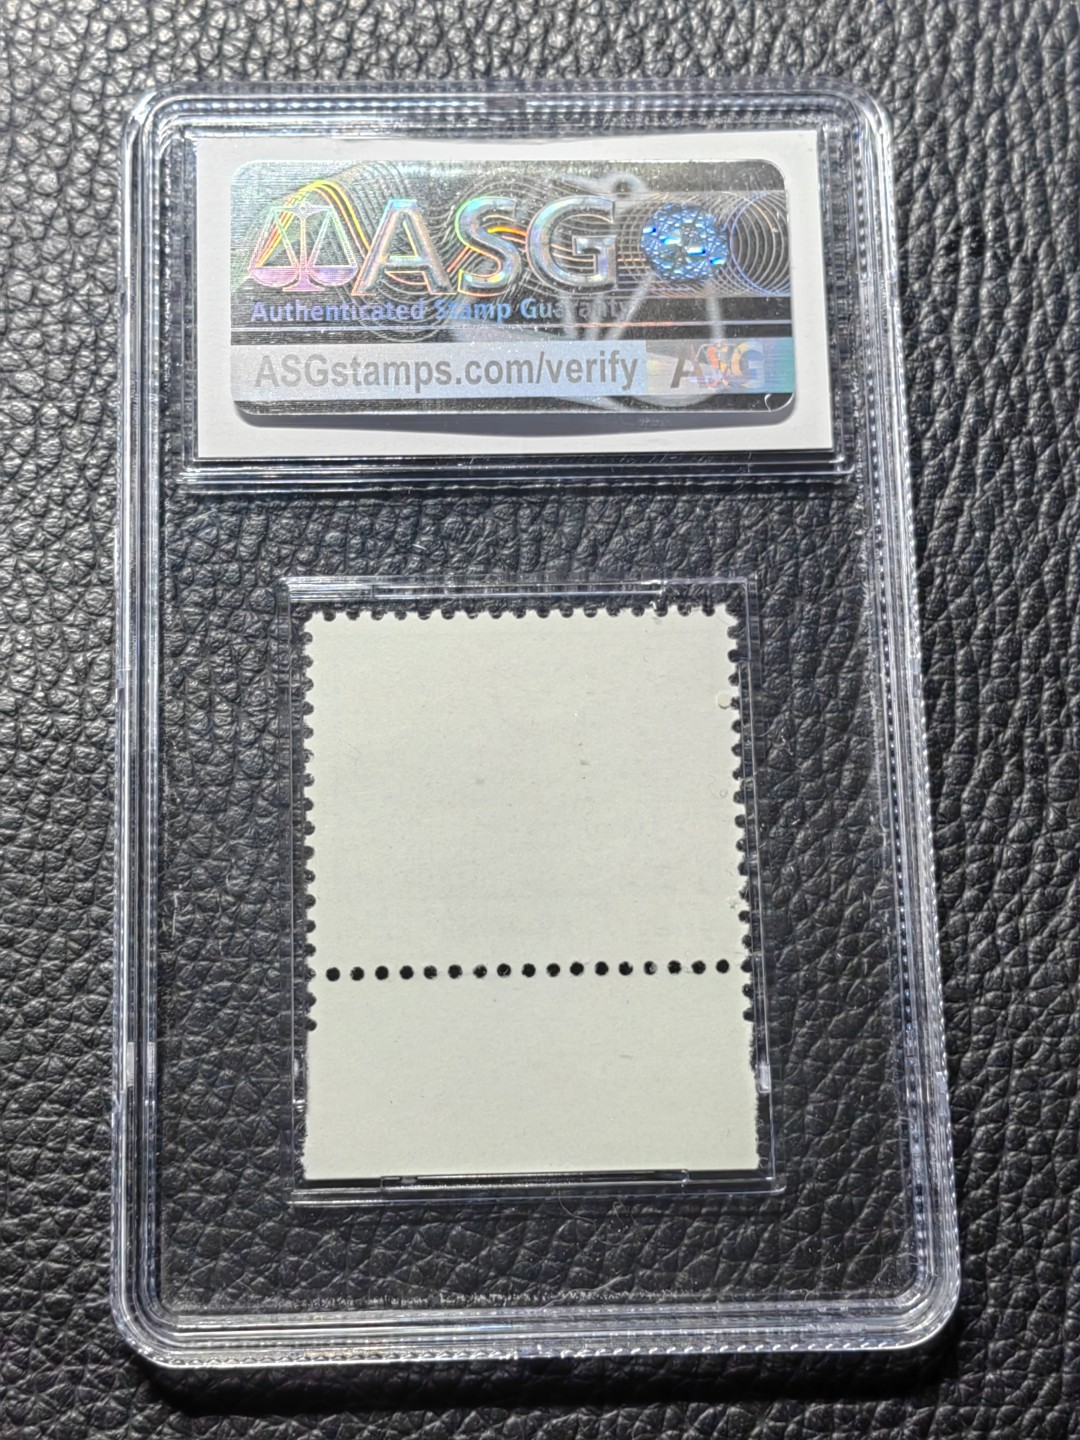 ASG
Authenticated Stamp Guaranty
ASGstamps.com/verify ASG